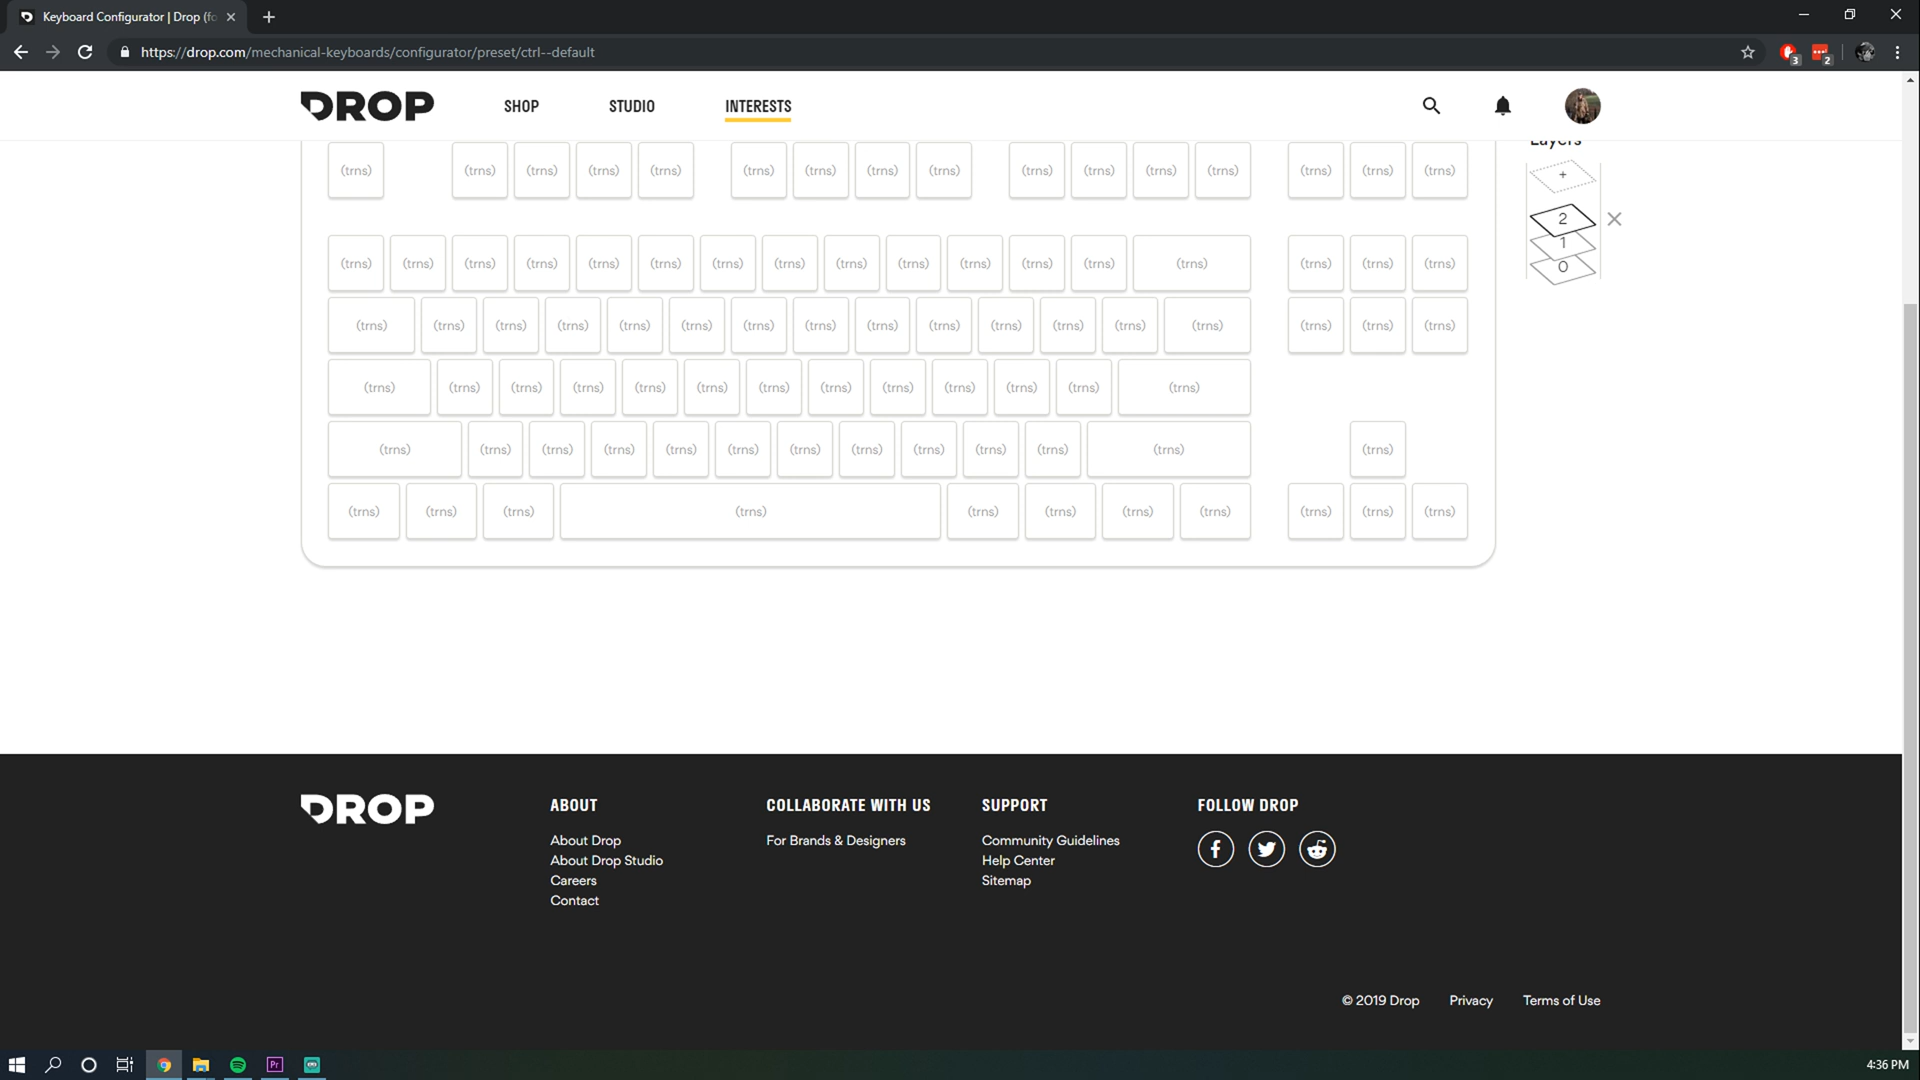 Keyboard Configurator | Drop (fo
https://drop.com/mechanical-keyboards/configurator/preset/ctrl--default
3
2
DROP
SHOP
STUDIO
INTERESTS
Layers
(trns) (trns) (trns) (trns) (trns) (trns) (trns) (trns) (trns) (trns) (trns) (trns) (trns) (trns) (trns) (trns)
+
2
1
0
(trns) (trns) (trns) (trns) (trns) (trns) (trns) (trns) (trns) (trns) (trns) (trns) (trns) (trns) (trns) (trns) (trns)
(trns) (trns) (trns) (trns) (trns) (trns) (trns) (trns) (trns) (trns) (trns) (trns) (trns) (trns) (trns) (trns) (trns)
(trns) (trns) (trns) (trns) (trns) (trns) (trns) (trns) (trns) (trns) (trns) (trns) (trns)
(trns) (trns) (trns) (trns) (trns) (trns) (trns) (trns) (trns) (trns) (trns) (trns) (trns)
(trns) (trns) (trns) (trns) (trns) (trns) (trns) (trns) (trns) (trns) (trns)
DROP
ABOUT
About Drop
About Drop Studio
Careers
Contact
COLLABORATE WITH US
For Brands & Designers
SUPPORT
Community Guidelines
Help Center
Sitemap
FOLLOW DROP
© 2019 Drop
Privacy
Terms of Use
Pr
4:36 PM